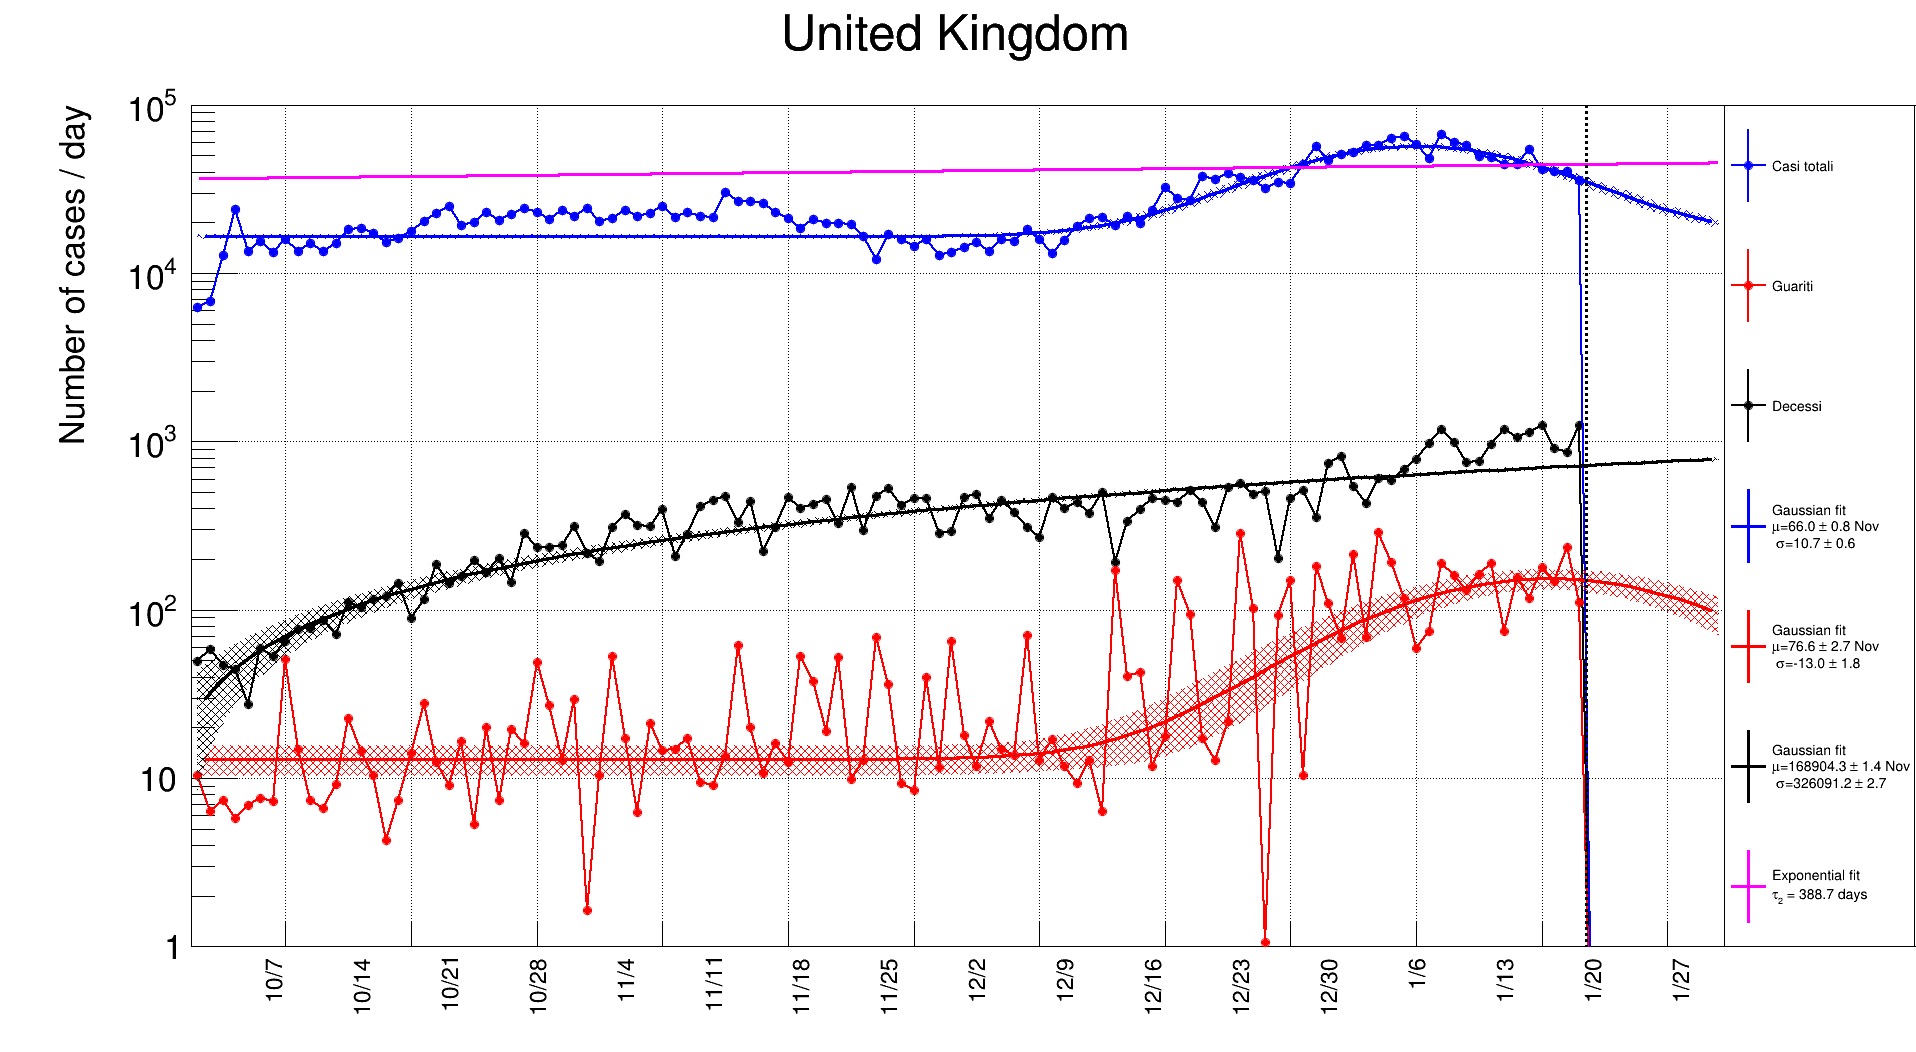 United Kingdom
Number of cases / day
10^5
10^4
10^3
10^2
10
1
10/7 10/14 10/21 10/28 11/4 11/11 11/18 11/25 12/2 12/9 12/16 12/23 12/30 1/6 1/13 1/20 1/27
Casi totali
Guariti
Decessi
Gaussian fit
μ=66.0 ± 0.8 Nov
σ=10.7 ± 0.6
Gaussian fit
μ=76.6 ± 2.7 Nov
σ=-13.0 ± 1.8
Gaussian fit
μ=168904.3 ± 1.4 Nov
σ=326091.2 ± 2.7
Exponential fit
τ₂ = 388.7 days